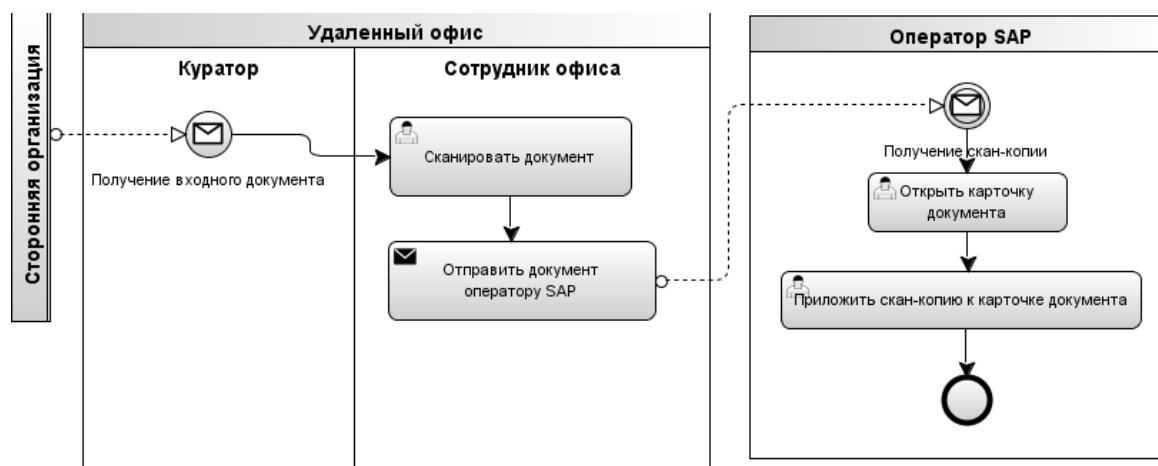 Сторонняя организация
Удаленный офис
Куратор
Сотрудник офиса
Получение входного документа
Сканировать документ
Отправить документ
оператору SAP
Оператор SAP
Получение скан-копии
Открыть карточку
документа
Приложить скан-копию к карточке документа